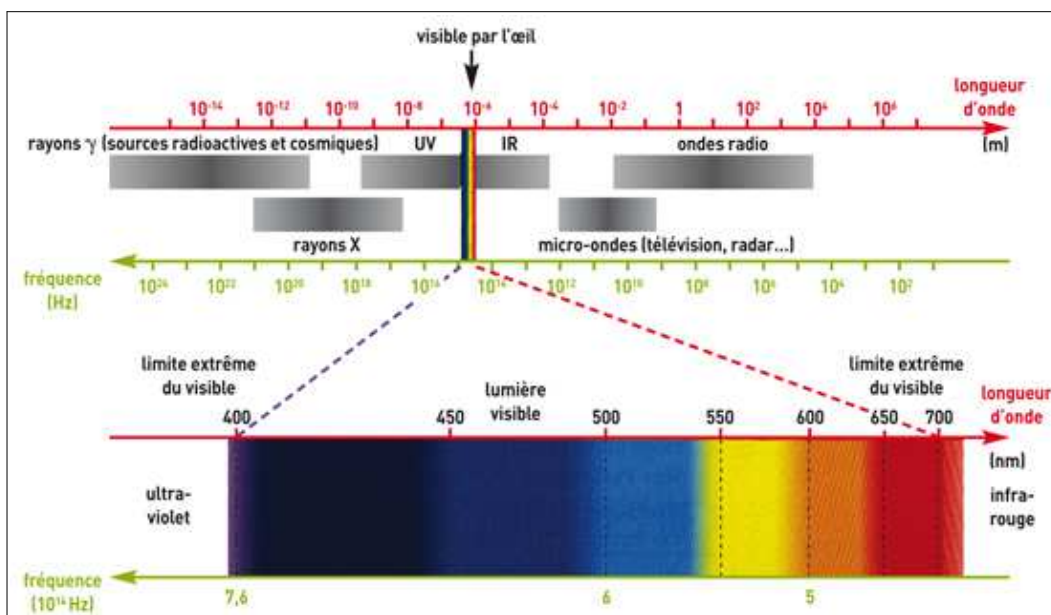 visible par l'œil
10⁻¹⁴ 10⁻¹² 10⁻¹⁰ 10⁻⁸ 10⁻⁶ 10⁻⁴ 10⁻² 1 10² 10⁴ 10⁶
longueur
d'onde
(m)
rayons γ (sources radioactives et cosmiques) UV IR ondes radio
rayons X micro-ondes (télévision, radar...)
fréquence
(Hz)
10²⁴ 10²² 10²⁰ 10¹⁸ 10¹⁶ 10¹⁴ 10¹² 10¹⁰ 10⁸ 10⁶ 10⁴ 10²
limite extrême
du visible
lumière
visible
limite extrême
du visible
longueur
d'onde
400 450 500 550 600 650 700
(nm)
ultra-
violet
infra-
rouge
fréquence
(10¹⁴ Hz)
7,6 6 5